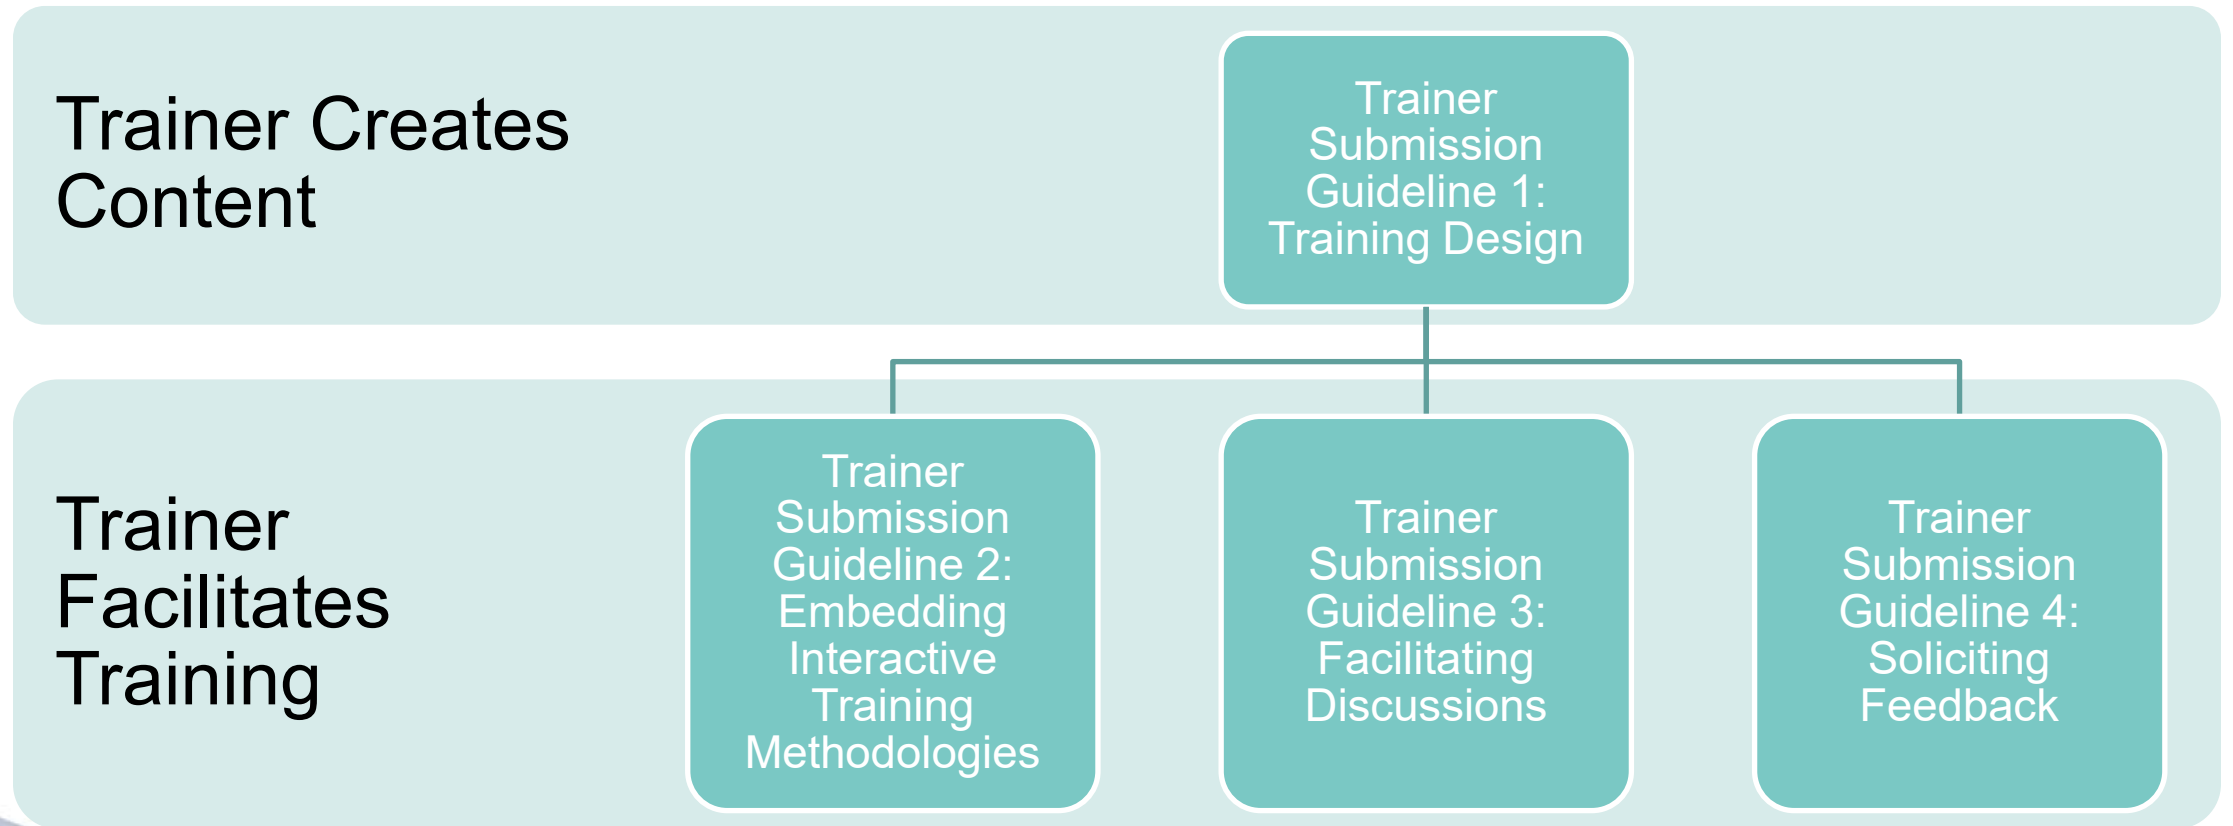 Trainer Creates
Content
Trainer
Submission
Guideline 1:
Training Design
Trainer
Facilitates
Training
Trainer
Submission
Guideline 2:
Embedding
Interactive
Training
Methodologies
Trainer
Submission
Guideline 3:
Facilitating
Discussions
Trainer
Submission
Guideline 4:
Soliciting
Feedback